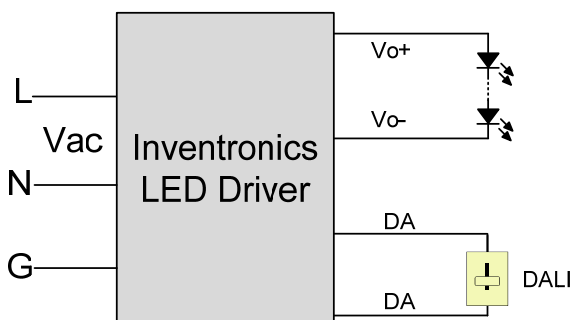 L
Vac
N
G
Inventronics
LED Driver
Vo+
Vo-
DA
DA
DALI